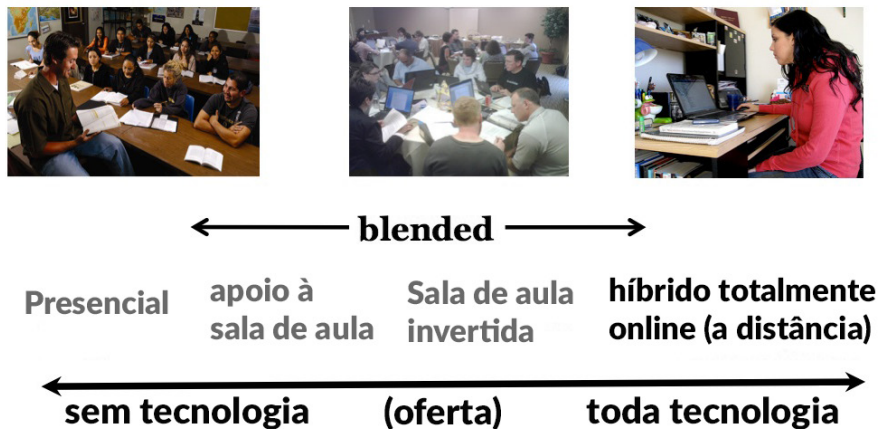 blended
Presencial
apoio à
sala de aula
Sala de aula
invertida
híbrido totalmente
online (a distância)
sem tecnologia
(oferta)
toda tecnologia